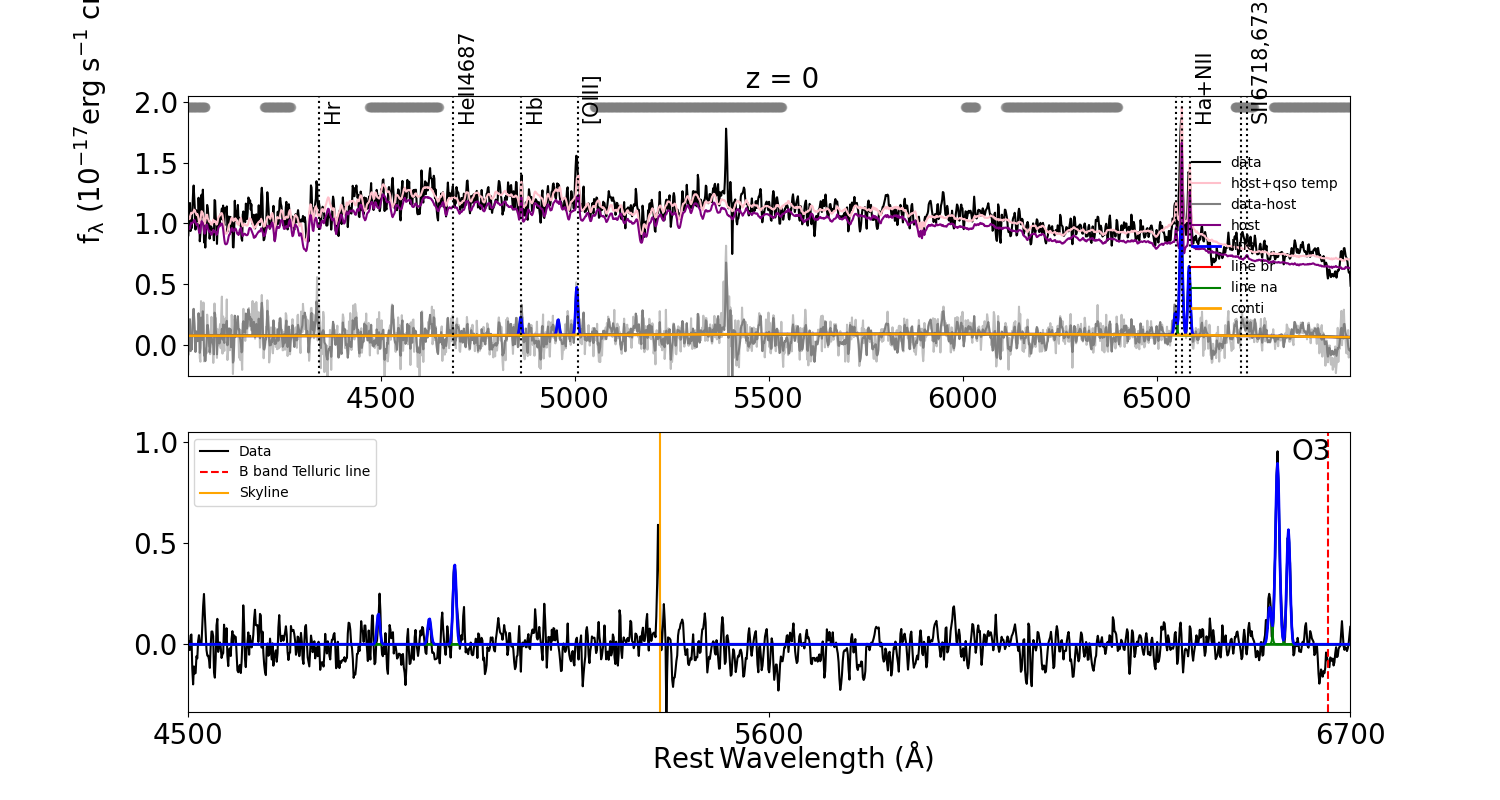 z = 0
f_λ (10^−17 erg s^−1 c
Hr
HeII4687
Hb
[OIII]
Ha+NII
SII6718,673
2.0
1.5
1.0
0.5
0.0
data
host+qso temp
data-host
host
line br
line na
conti
4500 5000 5500 6000 6500
1.0
0.5
0.0
Data
B band Telluric line
Skyline
O3
4500 5600 6700
Rest Wavelength (Å)